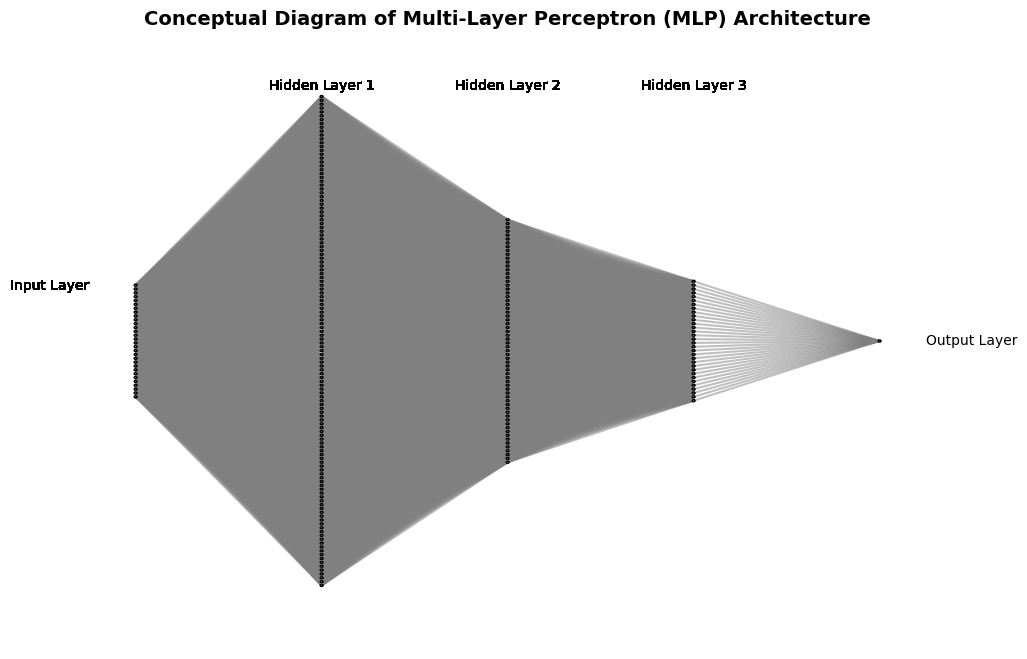 Conceptual Diagram of Multi-Layer Perceptron (MLP) Architecture
Hidden Layer 1
Hidden Layer 2
Hidden Layer 3
Input Layer
Output Layer